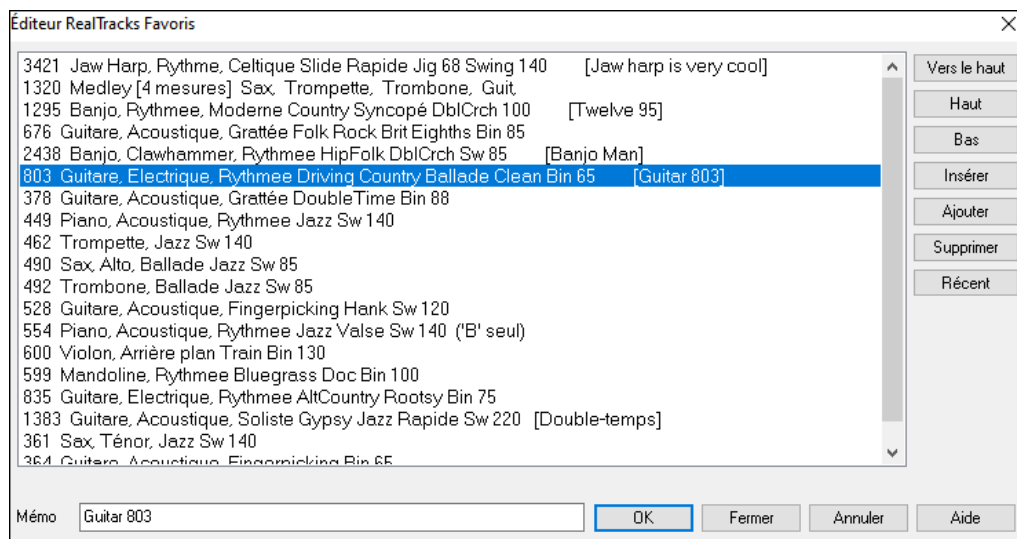 Éditeur RealTracks Favoris
3421 Jaw Harp, Rythme, Celtique Slide Rapide Jig 68 Swing 140 [Jaw harp is very cool]
1320 Medley [4 mesures] Sax, Trompette, Trombone, Guit,
1295 Banjo, Rythmee, Moderne Country Syncopé DblCrch 100 [Twelve 95]
676 Guitare, Acoustique, Grattée Folk Rock Brit Eighths Bin 85
2438 Banjo, Clawhammer, Rythmee HipFolk DblCrch Sw 85 [Banjo Man]
803 Guitare, Electrique, Rythmee Driving Country Ballade Clean Bin 65 [Guitar 803]
378 Guitare, Acoustique, Grattée DoubleTime Bin 88
449 Piano, Acoustique, Rythmee Jazz Sw 140
462 Trompette, Jazz Sw 140
490 Sax, Alto, Ballade Jazz Sw 85
492 Trombone, Ballade Jazz Sw 85
528 Guitare, Acoustique, Fingerpicking Hank Sw 120
554 Piano, Acoustique, Rythmee Jazz Valse Sw 140 ('B' seul)
600 Violon, Arrière plan Train Bin 130
599 Mandoline, Rythmee Bluegrass Doc Bin 100
835 Guitare, Electrique, Rythmee AltCountry Rootsy Bin 75
1383 Guitare, Acoustique, Soliste Gypsy Jazz Rapide Sw 220 [Double-temps]
361 Sax, Ténor, Jazz Sw 140
364 Guitare, Acoustique, Fingerpicking Bin 65
Vers le haut
Haut
Bas
Insérer
Ajouter
Supprimer
Récent
Mémo Guitar 803 OK Fermer Annuler Aide